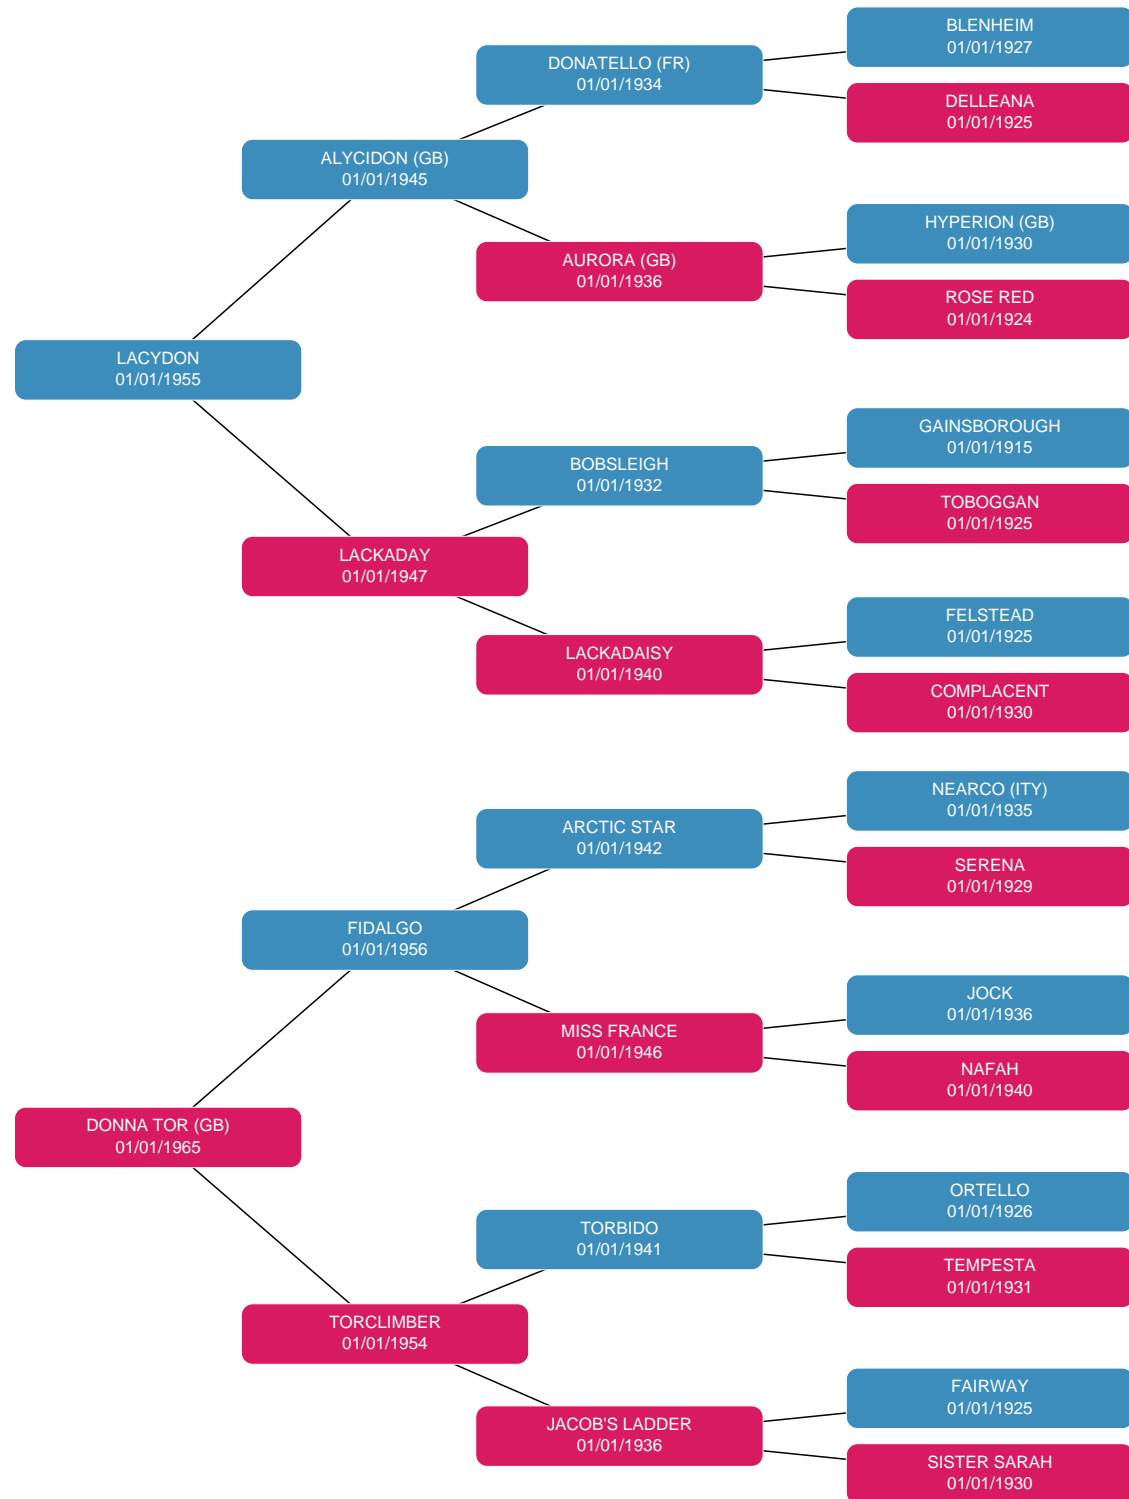 BLENHEIM
01/01/1927
DONATELLO (FR)
01/01/1934
DELLEANA
01/01/1925
ALYCIDON (GB)
01/01/1945
HYPERION (GB)
01/01/1930
AURORA (GB)
01/01/1936
ROSE RED
01/01/1924
LACYDON
01/01/1955
GAINSBOROUGH
01/01/1915
BOBSLEIGH
01/01/1932
TOBOGGAN
01/01/1925
LACKADAY
01/01/1947
FELSTEAD
01/01/1925
LACKADAISY
01/01/1940
COMPLACENT
01/01/1930
NEARCO (ITY)
01/01/1935
ARCTIC STAR
01/01/1942
SERENA
01/01/1929
FIDALGO
01/01/1956
JOCK
01/01/1936
MISS FRANCE
01/01/1946
NAFAH
01/01/1940
DONNA TOR (GB)
01/01/1965
ORTELLO
01/01/1926
TORBIDO
01/01/1941
TEMPESTA
01/01/1931
TORCLIMBER
01/01/1954
FAIRWAY
01/01/1925
JACOB'S LADDER
01/01/1936
SISTER SARAH
01/01/1930